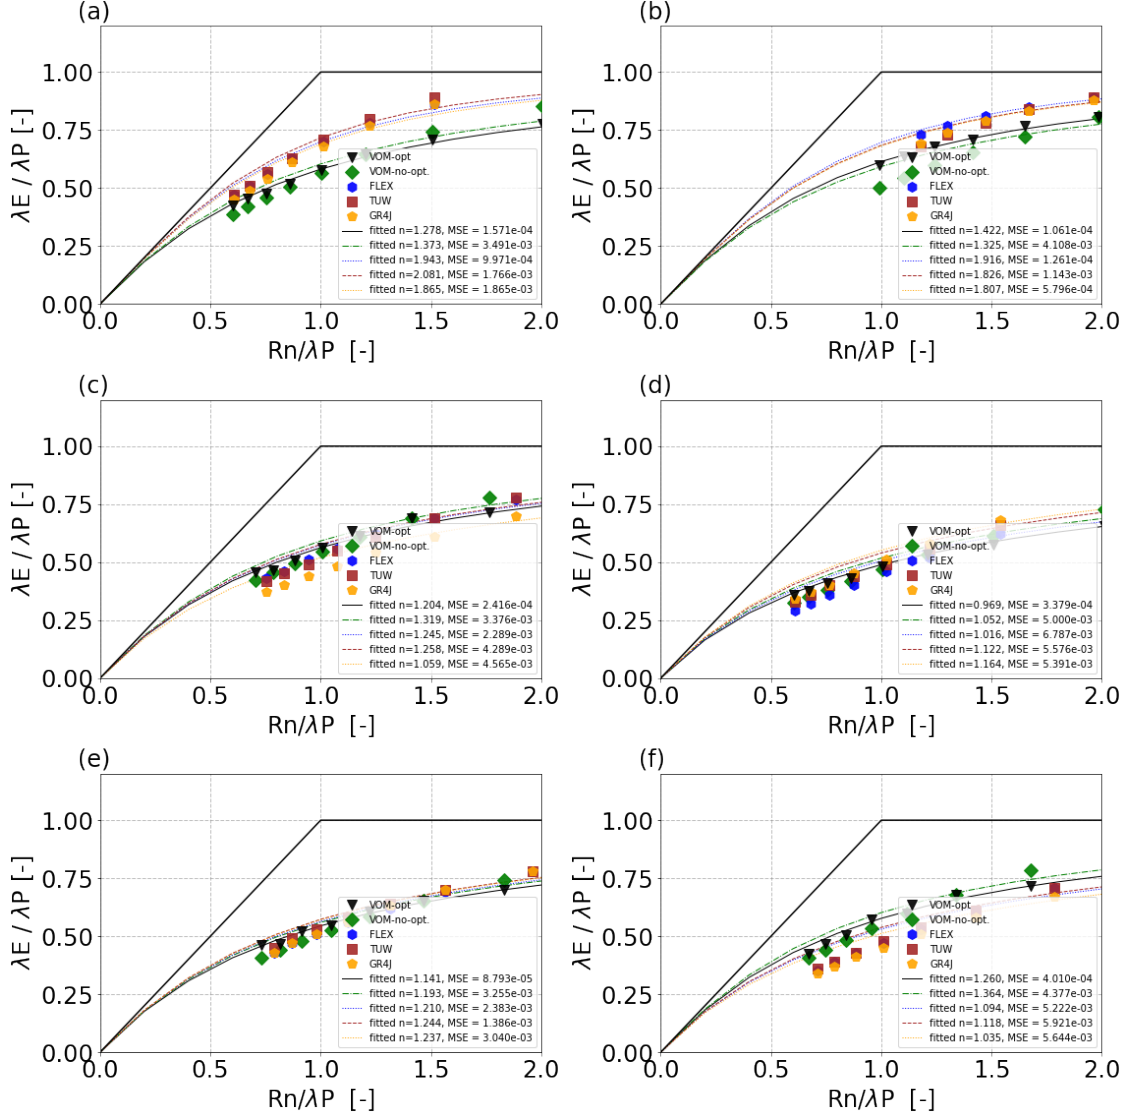 (a)
1.00
0.75
0.50
0.25
0.00
λE / λP [-]
0.0 0.5 1.0 1.5 2.0
Rn/λP [-]
VOM-opt
VOM-no-opt.
FLEX
TUW
GR4J
fitted n=1.278, MSE = 1.571e-04
fitted n=1.373, MSE = 3.491e-03
fitted n=1.943, MSE = 9.971e-04
fitted n=2.081, MSE = 1.766e-03
fitted n=1.865, MSE = 1.865e-03
(b)
1.00
0.75
0.50
0.25
0.00
λE / λP [-]
0.0 0.5 1.0 1.5 2.0
Rn/λP [-]
VOM-opt
VOM-no-opt.
FLEX
TUW
GR4J
fitted n=1.422, MSE = 1.061e-04
fitted n=1.325, MSE = 4.108e-03
fitted n=1.916, MSE = 1.261e-04
fitted n=1.826, MSE = 1.143e-03
fitted n=1.807, MSE = 5.796e-04
(c)
1.00
0.75
0.50
0.25
0.00
λE / λP [-]
0.0 0.5 1.0 1.5 2.0
Rn/λP [-]
VOM-opt
VOM-no-opt.
FLEX
TUW
GR4J
fitted n=1.204, MSE = 2.416e-04
fitted n=1.319, MSE = 3.376e-03
fitted n=1.245, MSE = 2.289e-03
fitted n=1.258, MSE = 4.289e-03
fitted n=1.059, MSE = 4.565e-03
(d)
1.00
0.75
0.50
0.25
0.00
λE / λP [-]
0.0 0.5 1.0 1.5 2.0
Rn/λP [-]
VOM-opt
VOM-no-opt.
FLEX
TUW
GR4J
fitted n=0.969, MSE = 3.379e-04
fitted n=1.052, MSE = 5.000e-03
fitted n=1.016, MSE = 6.787e-03
fitted n=1.122, MSE = 5.576e-03
fitted n=1.164, MSE = 5.391e-03
(e)
1.00
0.75
0.50
0.25
0.00
λE / λP [-]
0.0 0.5 1.0 1.5 2.0
Rn/λP [-]
VOM-opt
VOM-no-opt.
FLEX
TUW
GR4J
fitted n=1.141, MSE = 8.793e-05
fitted n=1.193, MSE = 3.255e-03
fitted n=1.210, MSE = 2.383e-03
fitted n=1.244, MSE = 1.386e-03
fitted n=1.237, MSE = 3.040e-03
(f)
1.00
0.75
0.50
0.25
0.00
λE / λP [-]
0.0 0.5 1.0 1.5 2.0
Rn/λP [-]
VOM-opt
VOM-no-opt.
FLEX
TUW
GR4J
fitted n=1.260, MSE = 4.010e-04
fitted n=1.364, MSE = 4.377e-03
fitted n=1.094, MSE = 5.222e-03
fitted n=1.118, MSE = 5.921e-03
fitted n=1.035, MSE = 5.644e-03